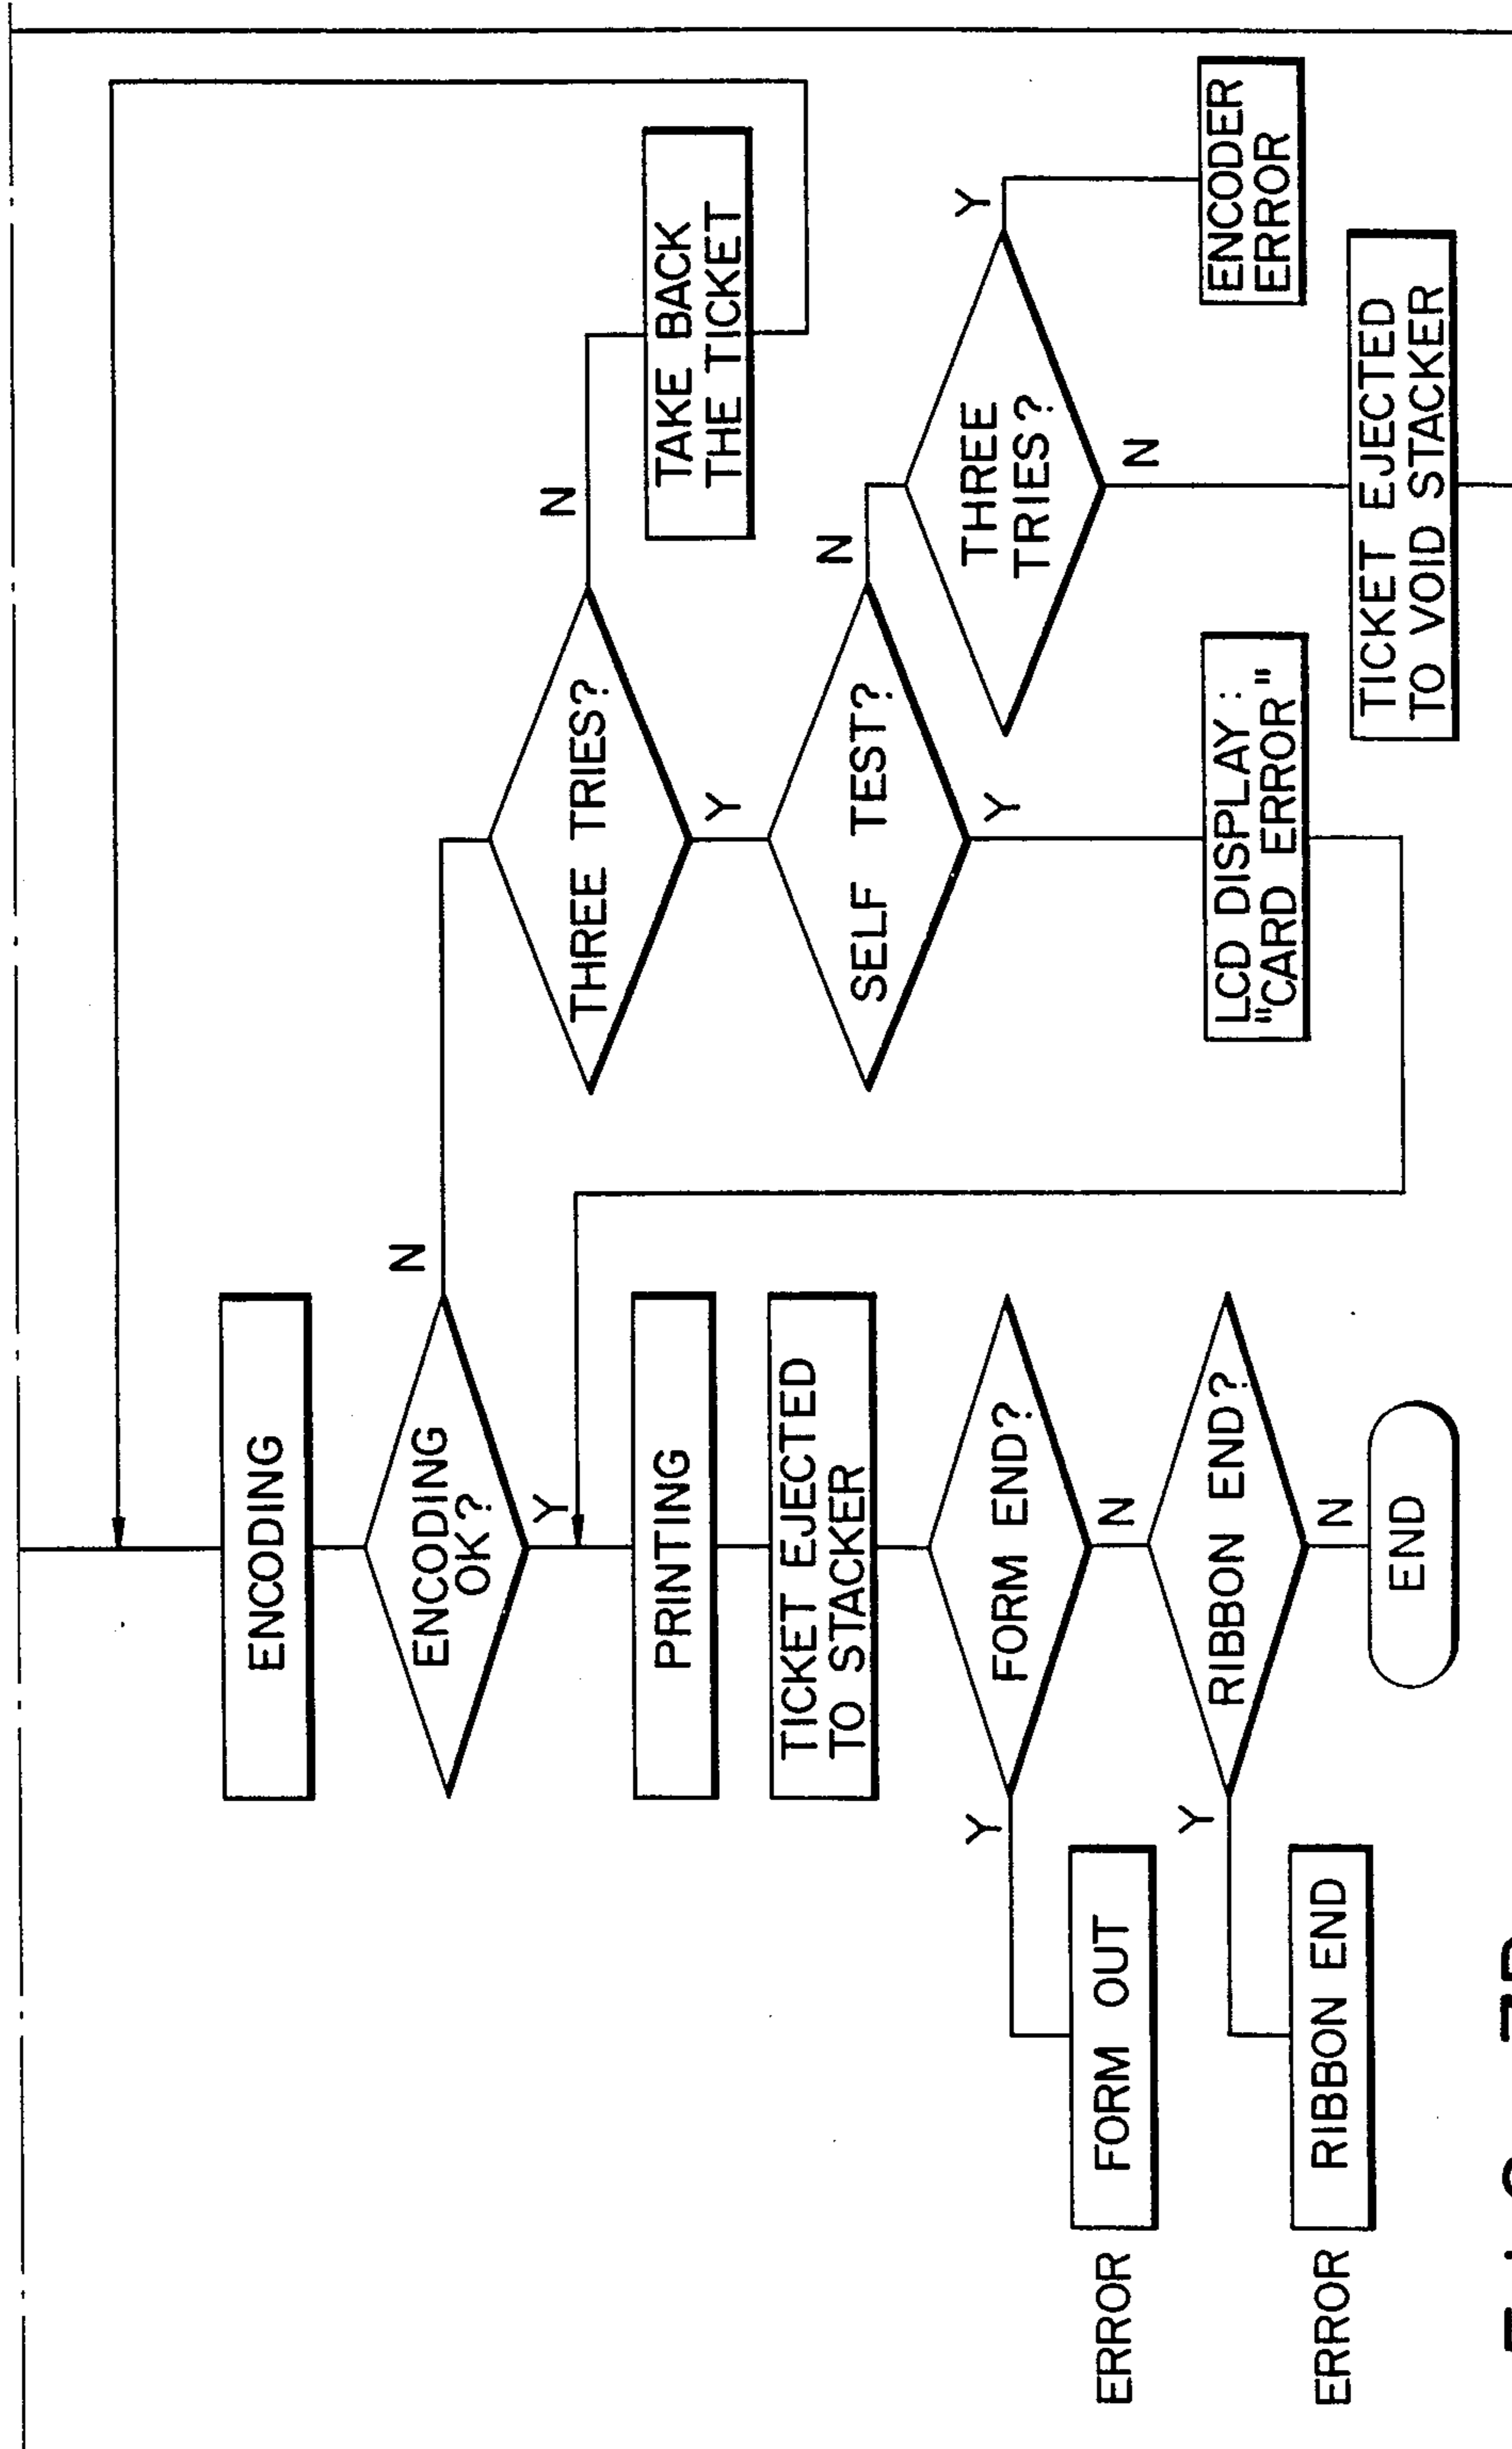 ENCODING
ENCODING
OK?
N
Y
PRINTING
TICKET EJECTED
TO STACKER
FORM END?
Y
N
ERROR
FORM OUT
RIBBON END?
Y
N
ERROR
RIBBON END
END
THREE TRIES?
N
Y
TAKE BACK
THE TICKET
SELF TEST?
N
Y
THREE
TRIES?
Y
N
ENCODER
ERROR
LCD DISPLAY:
"CARD ERROR"
TICKET EJECTED
TO VOID STACKER